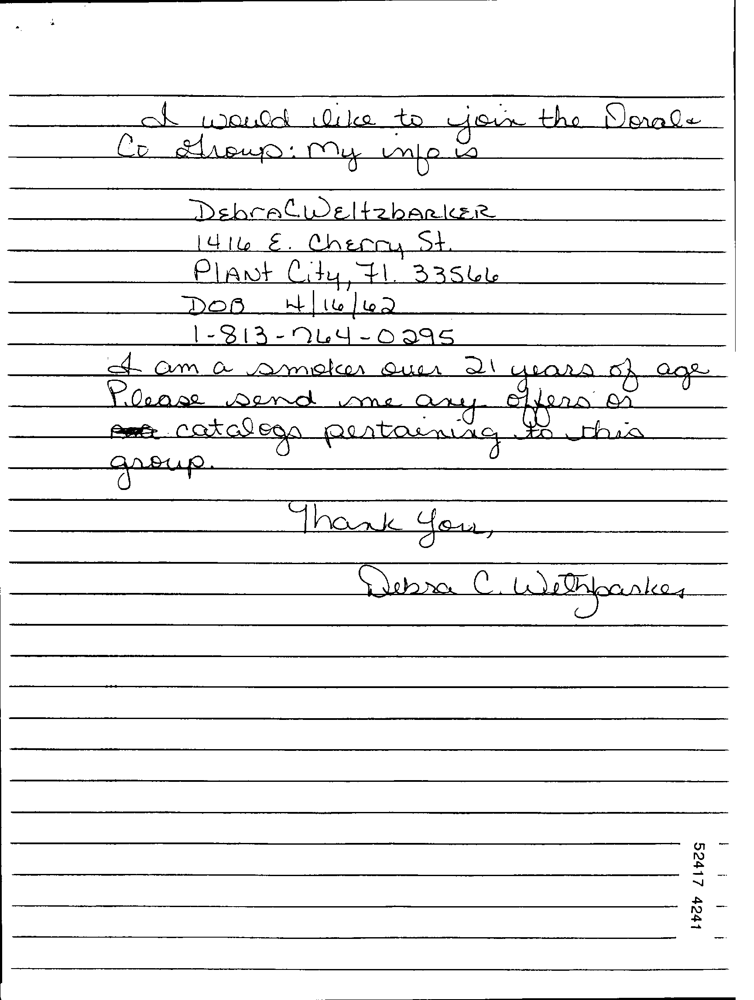 I would like to join the Doral &
Co Group: My info is
Debra C Weltzbarker
1416 E. Cherry St.
Plant City, Fl. 33566
DOB 4/16/62
1-813-764-0295
I am a smoker over 21 years of age
Please send me any offers or
catalogs pertaining to this
group.
Thank You,
Debra C. Weltzbarker
52417 4241